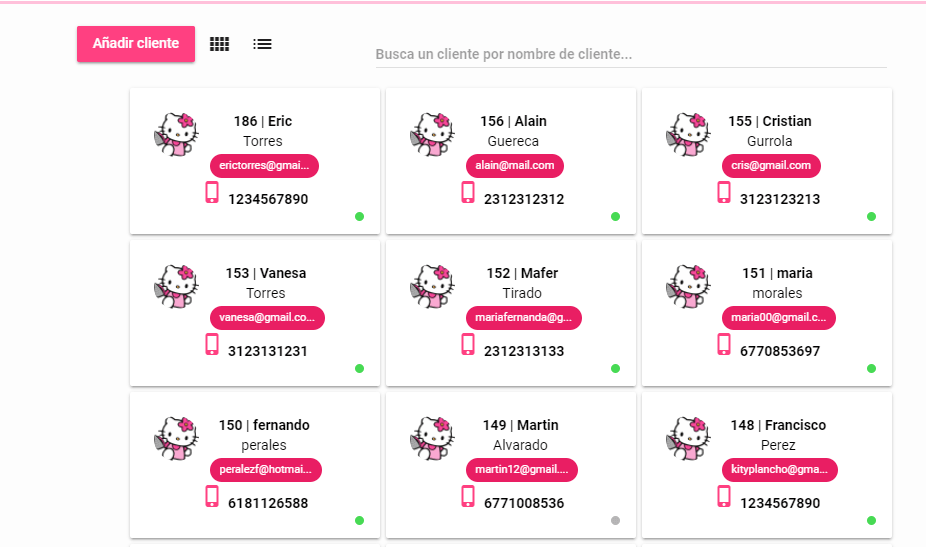 Añadir cliente
Busca un cliente por nombre de cliente...
186 | Eric
Torres
erictorres@gmai...
1234567890
156 | Alain
Guereca
alain@mail.com
2312312312
155 | Cristian
Gurrola
cris@gmail.com
3123123213
153 | Vanesa
Torres
vanesa@gmail.co...
3123131231
152 | Mafer
Tirado
mariafernanda@g...
2312313133
151 | maria
morales
maria00@gmail.c...
6770853697
150 | fernando
perales
peralezf@hotmai...
6181126588
149 | Martin
Alvarado
martin12@gmail....
6771008536
148 | Francisco
Perez
kityplancho@gma...
1234567890